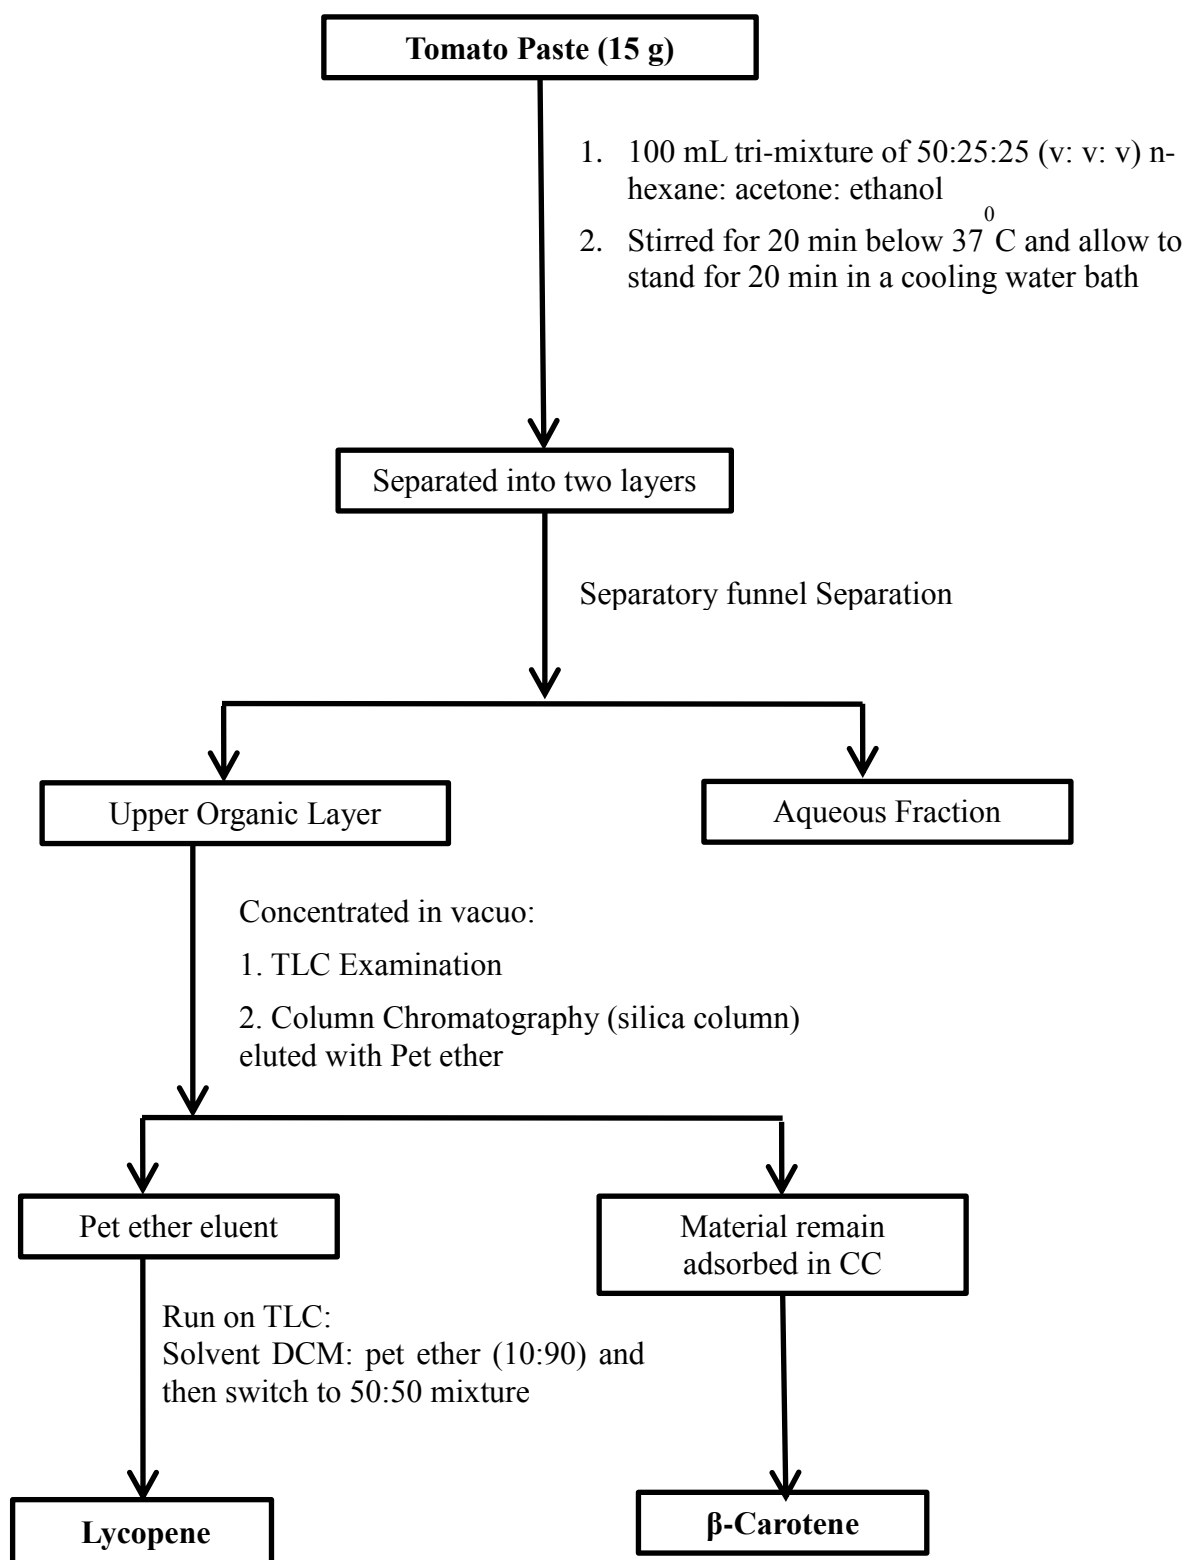 Tomato Paste (15 g)
1. 100 mL tri-mixture of 50:25:25 (v: v: v) n-
hexane: acetone: ethanol
2. Stirred for 20 min below 37⁰C and allow to
stand for 20 min in a cooling water bath
Separated into two layers
Separatory funnel Separation
Upper Organic Layer
Aqueous Fraction
Concentrated in vacuo:
1. TLC Examination
2. Column Chromatography (silica column)
eluted with Pet ether
Pet ether eluent
Material remain
adsorbed in CC
Run on TLC:
Solvent DCM: pet ether (10:90) and
then switch to 50:50 mixture
Lycopene
β-Carotene